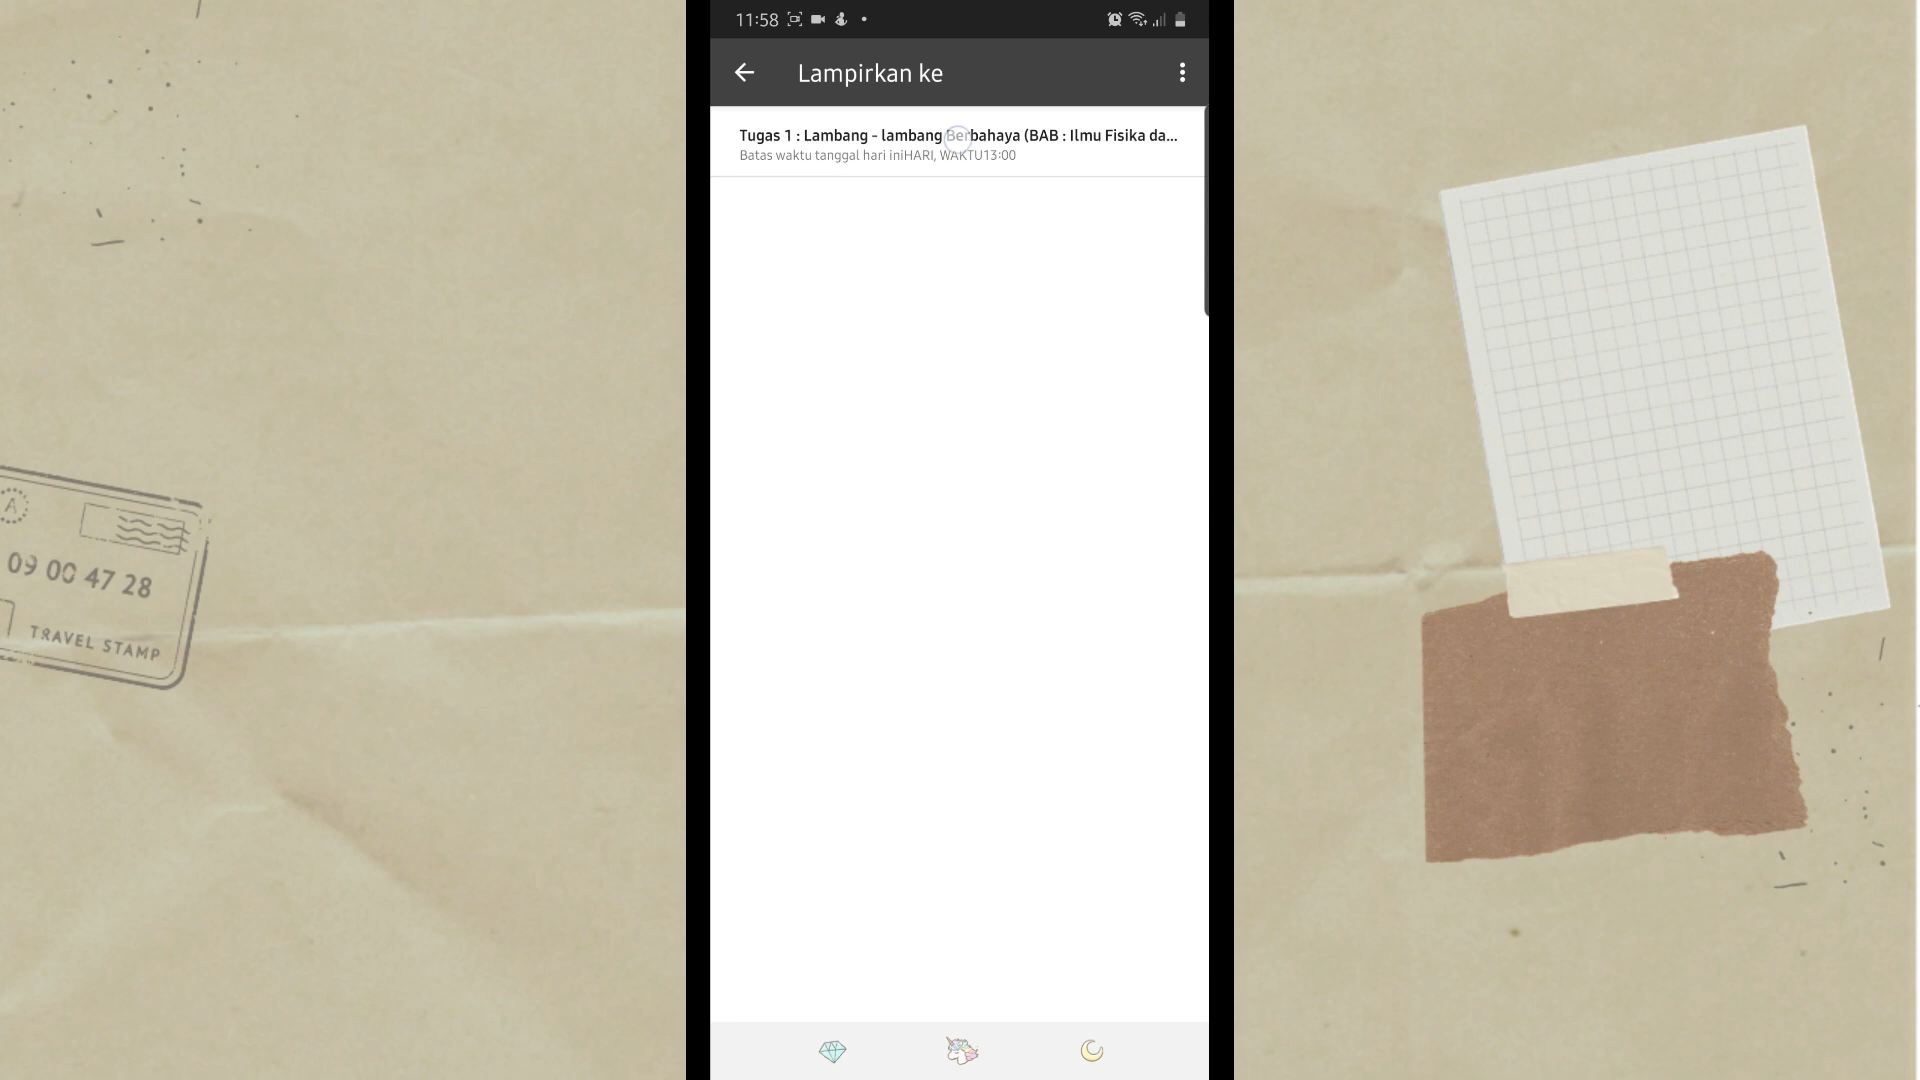 11:58
Lampirkan ke
Tugas 1 : Lambang - lambang Berbahaya (BAB : Ilmu Fisika da...
Batas waktu tanggal hari iniHARI, WAKTU13:00
A
09 00 47 28
TRAVEL STAMP